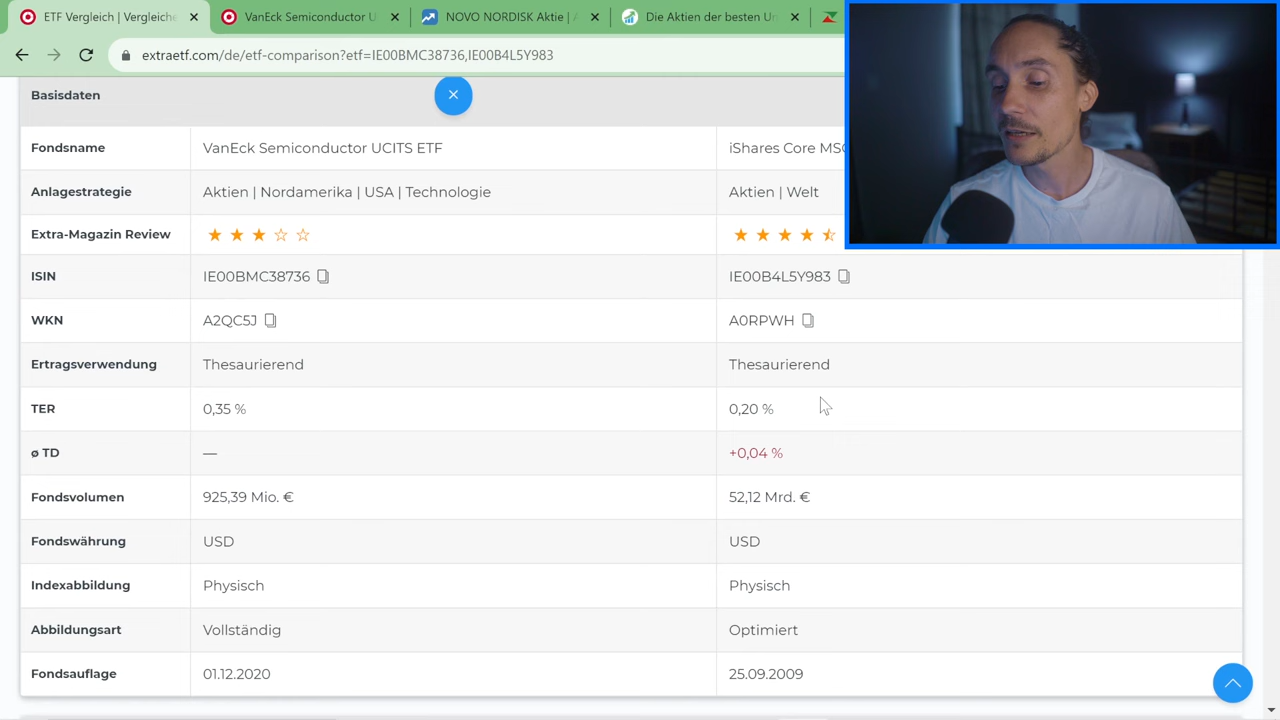 ETF Vergleich | Vergleiche
VanEck Semiconductor U
NOVO NORDISK Aktie | A
Die Aktien der besten Un
extraetf.com/de/etf-comparison?etf=IE00BMC38736,IE00B4L5Y983
Basisdaten
Fondsname VanEck Semiconductor UCITS ETF iShares Core MSC
Anlagestrategie Aktien | Nordamerika | USA | Technologie Aktien | Welt
Extra-Magazin Review
ISIN IE00BMC38736 IE00B4L5Y983
WKN A2QC5J A0RPWH
Ertragsverwendung Thesaurierend Thesaurierend
TER 0,35 % 0,20 %
ø TD — +0,04 %
Fondsvolumen 925,39 Mio. € 52,12 Mrd. €
Fondswährung USD USD
Indexabbildung Physisch Physisch
Abbildungsart Vollständig Optimiert
Fondsauflage 01.12.2020 25.09.2009